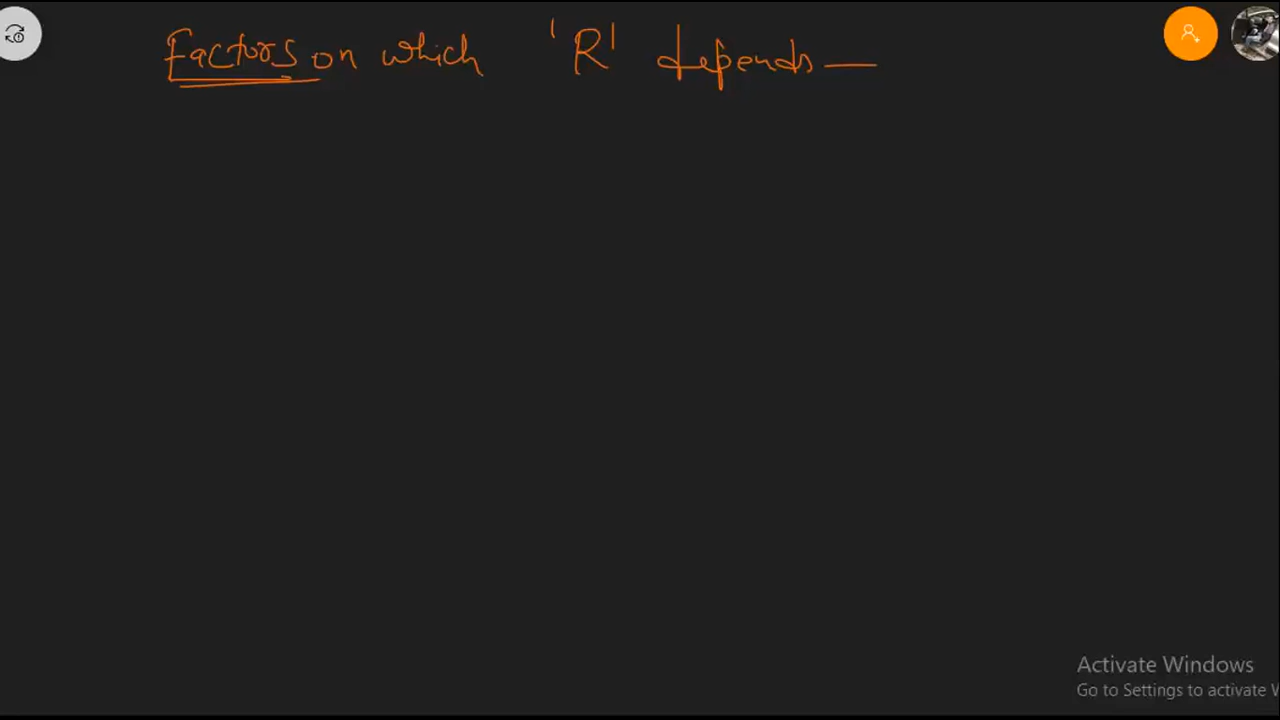 Factors on which 'R' depends —
Activate Windows
Go to Settings to activate W